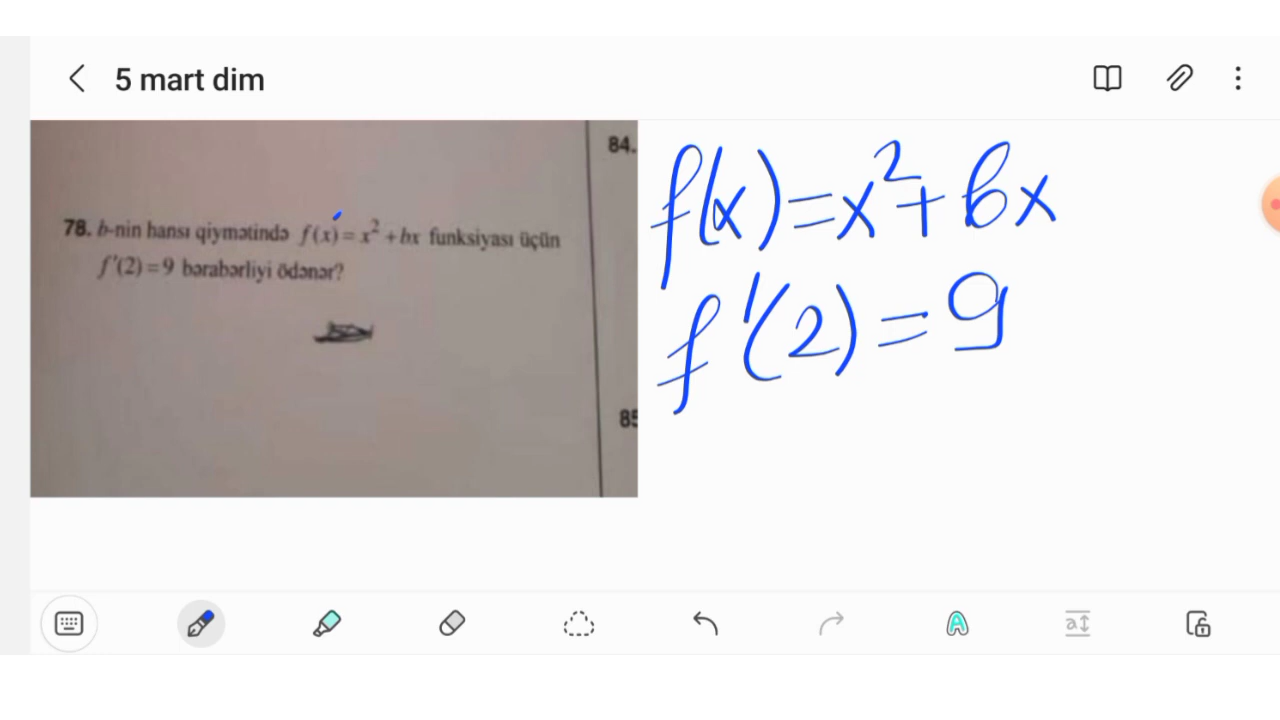 5 mart dim
84.
78. b-nin hansı qiymətində f(x) = x² + bx funksiyası üçün
f'(2) = 9 bərabərliyi ödənər?
85
f(x) = x² + bx
f'(2) = 9
A
a